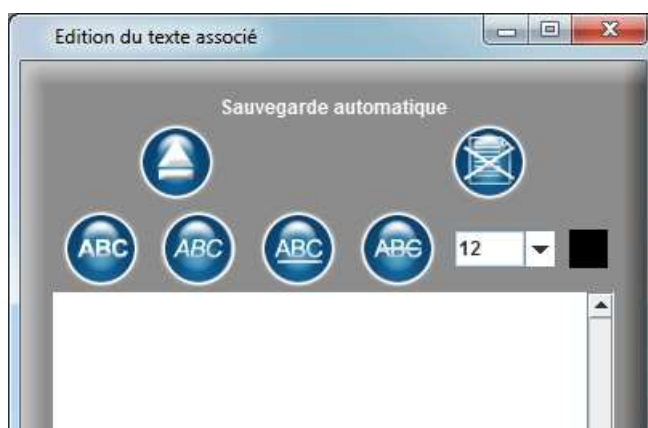 Edition du texte associé
Sauvegarde automatique
ABC ABC ABC ABC 12